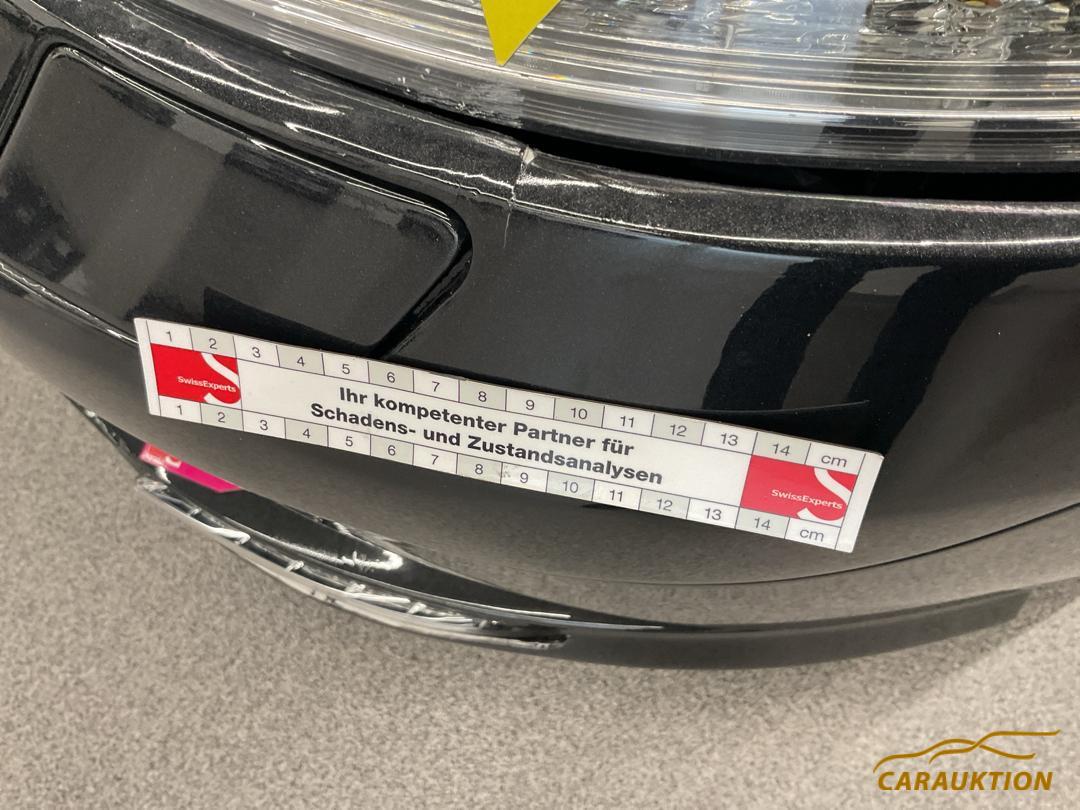 1 2 3 4 5 6 7 8 9 10 11 12 13 14 cm
SwissExperts
Ihr kompetenter Partner für
Schadens- und Zustandsanalysen
SwissExperts
1 2 3 4 5 6 7 8 9 10 11 12 13 14 cm
CARAUKTION